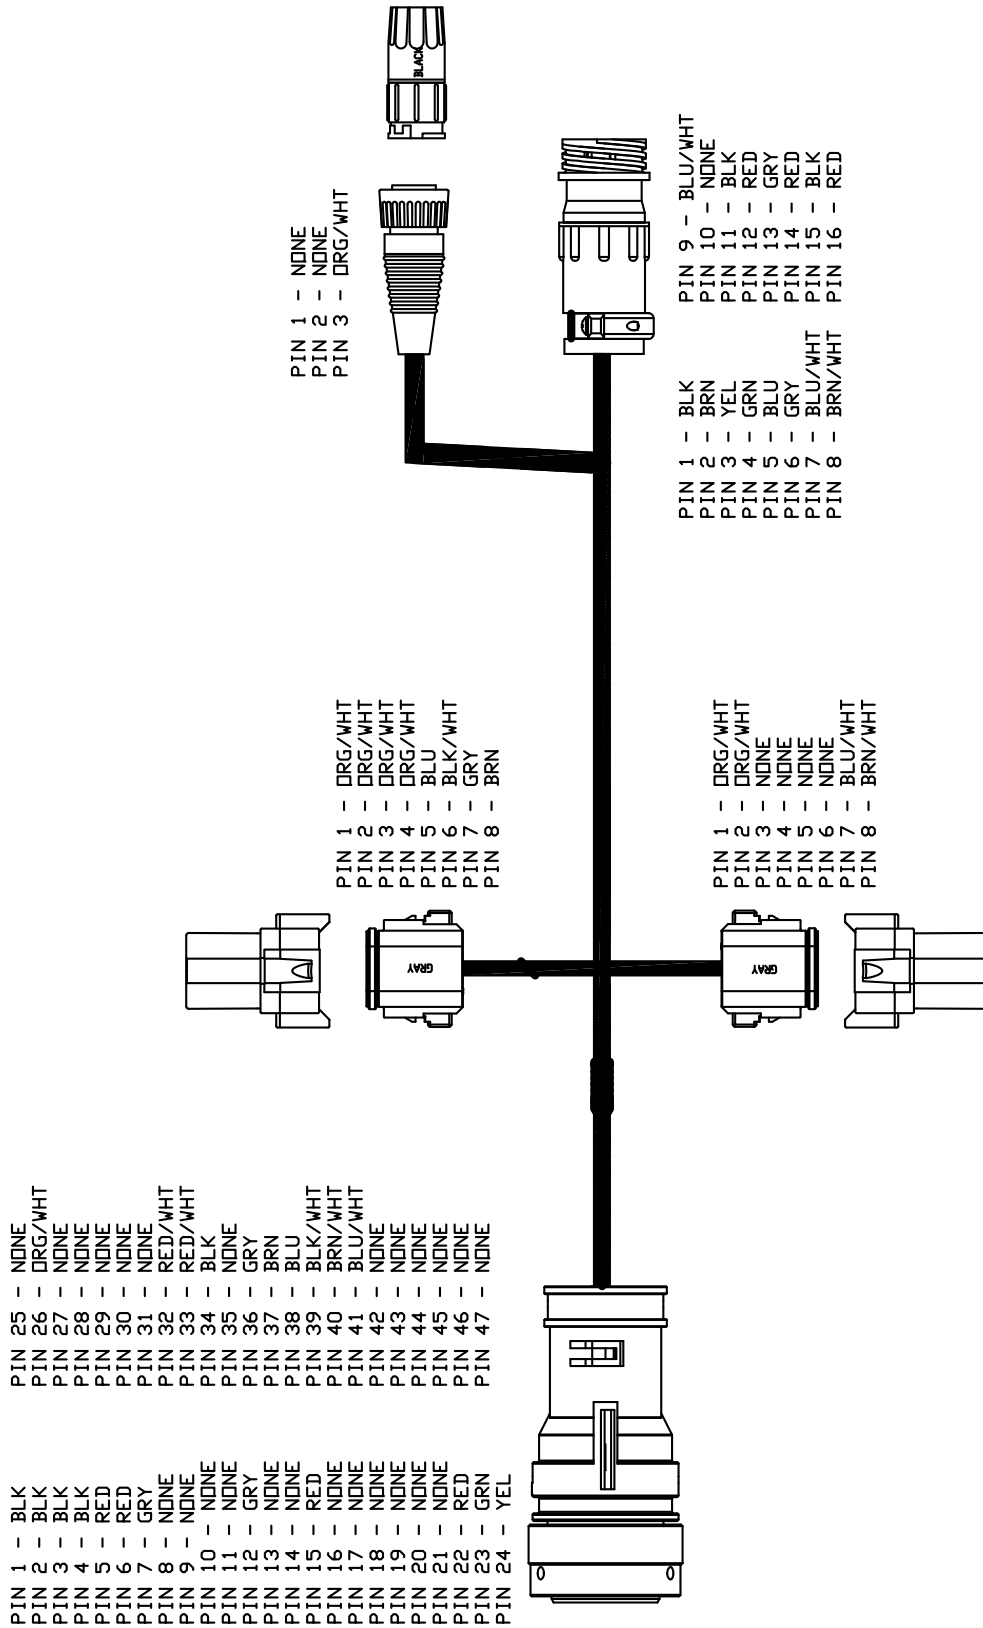 PIN 1 - BLK
PIN 2 - BLK
PIN 3 - BLK
PIN 4 - BLK
PIN 5 - RED
PIN 6 - RED
PIN 7 - GRY
PIN 8 - NONE
PIN 9 - NONE
PIN 10 - NONE
PIN 11 - NONE
PIN 12 - GRY
PIN 13 - NONE
PIN 14 - NONE
PIN 15 - RED
PIN 16 - NONE
PIN 17 - NONE
PIN 18 - NONE
PIN 19 - NONE
PIN 20 - NONE
PIN 21 - NONE
PIN 22 - RED
PIN 23 - GRN
PIN 24 - YEL
PIN 25 - NONE
PIN 26 - ORG/WHT
PIN 27 - NONE
PIN 28 - NONE
PIN 29 - NONE
PIN 30 - NONE
PIN 31 - NONE
PIN 32 - RED/WHT
PIN 33 - RED/WHT
PIN 34 - BLK
PIN 35 - NONE
PIN 36 - GRY
PIN 37 - BRN
PIN 38 - BLU
PIN 39 - BLK/WHT
PIN 40 - BRN/WHT
PIN 41 - BLU/WHT
PIN 42 - NONE
PIN 43 - NONE
PIN 44 - NONE
PIN 45 - NONE
PIN 46 - NONE
PIN 47 - NONE
PIN 1 - ORG/WHT
PIN 2 - ORG/WHT
PIN 3 - ORG/WHT
PIN 4 - ORG/WHT
PIN 5 - BLU
PIN 6 - BLK/WHT
PIN 7 - GRY
PIN 8 - BRN
GRAY
GRAY
PIN 1 - ORG/WHT
PIN 2 - ORG/WHT
PIN 3 - NONE
PIN 4 - NONE
PIN 5 - NONE
PIN 6 - NONE
PIN 7 - BLU/WHT
PIN 8 - BRN/WHT
PIN 1 - NONE
PIN 2 - NONE
PIN 3 - ORG/WHT
BLACK
PIN 1 - BLK
PIN 2 - BRN
PIN 3 - YEL
PIN 4 - GRN
PIN 5 - BLU
PIN 6 - GRY
PIN 7 - BLU/WHT
PIN 8 - BRN/WHT
PIN 9 - BLU/WHT
PIN 10 - NONE
PIN 11 - BLK
PIN 12 - RED
PIN 13 - GRY
PIN 14 - RED
PIN 15 - BLK
PIN 16 - RED